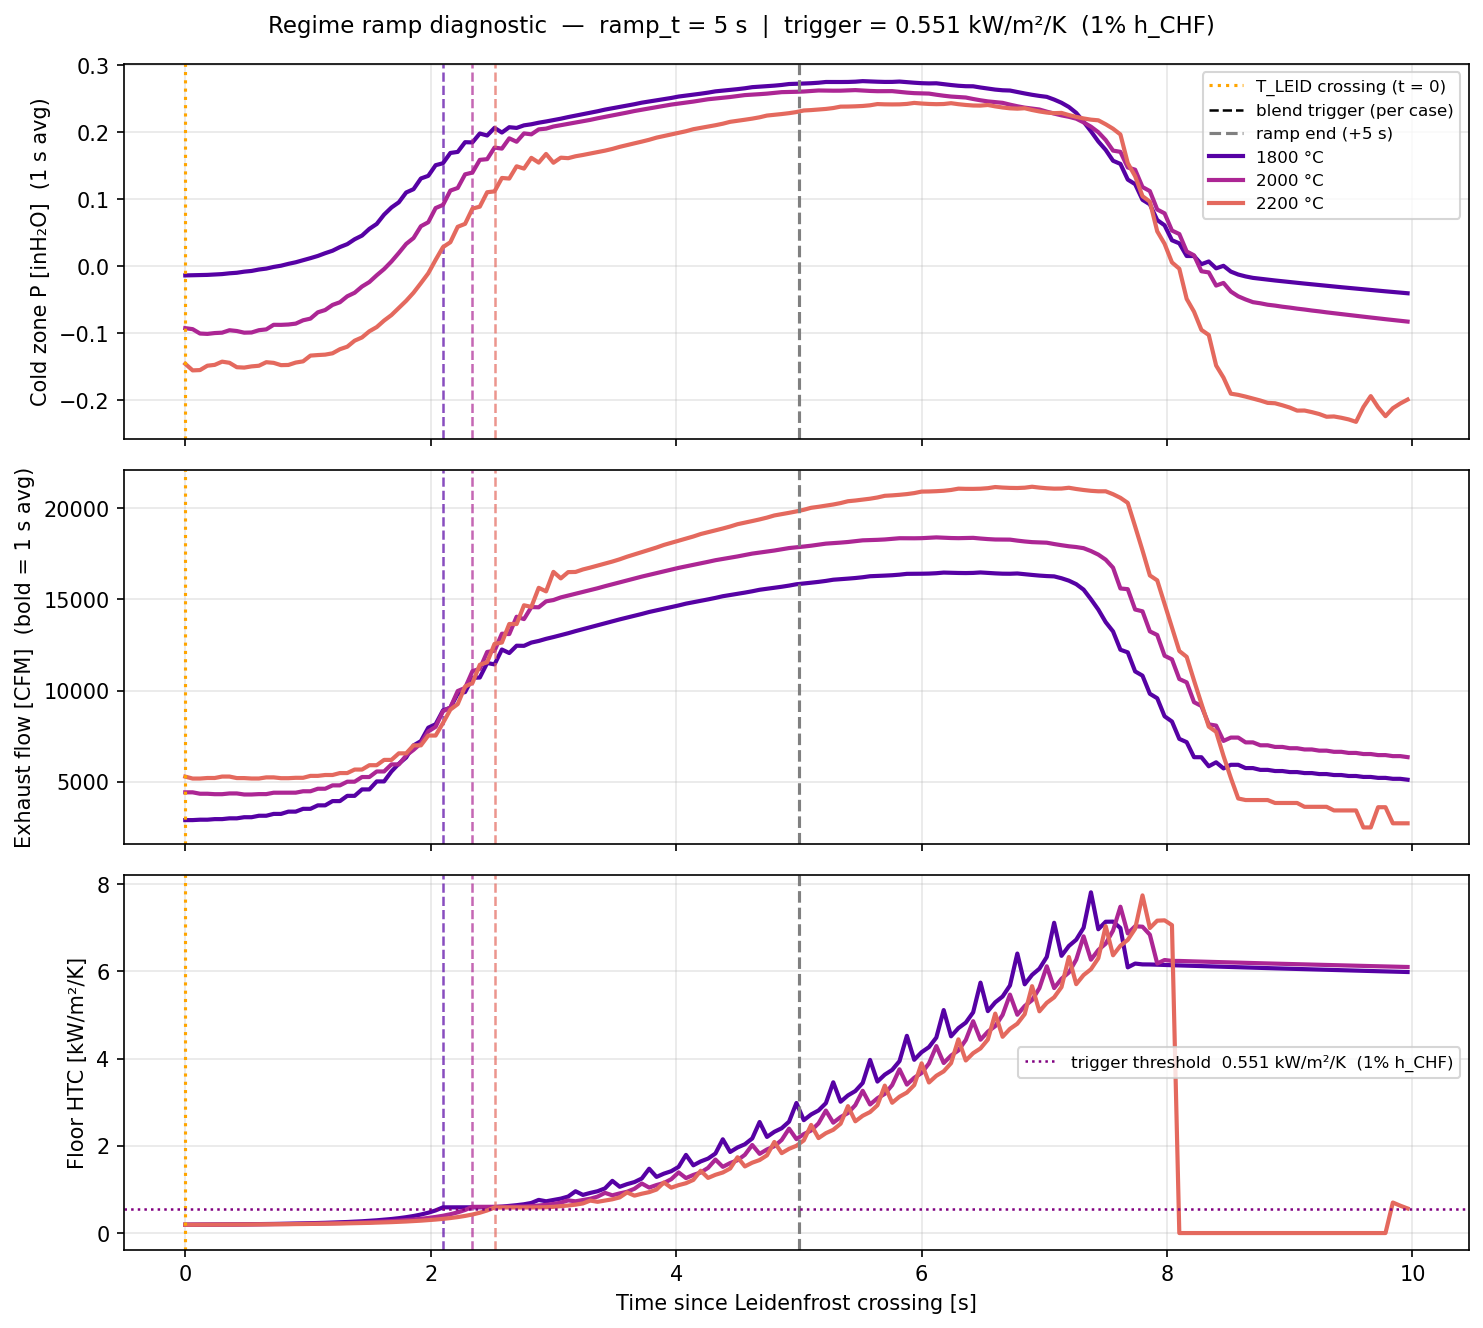 Regime ramp diagnostic — ramp_t = 5 s | trigger = 0.551 kW/m²/K (1% h_CHF)
Cold zone P [inH₂O] (1 s avg)
0.3
0.2
0.1
0.0
−0.1
−0.2
T_LEID crossing (t = 0)
blend trigger (per case)
ramp end (+5 s)
1800 °C
2000 °C
2200 °C
Exhaust flow [CFM] (bold = 1 s avg)
20000
15000
10000
5000
Floor HTC [kW/m²/K]
8
6
4
2
0
trigger threshold 0.551 kW/m²/K (1% h_CHF)
0 2 4 6 8 10
Time since Leidenfrost crossing [s]